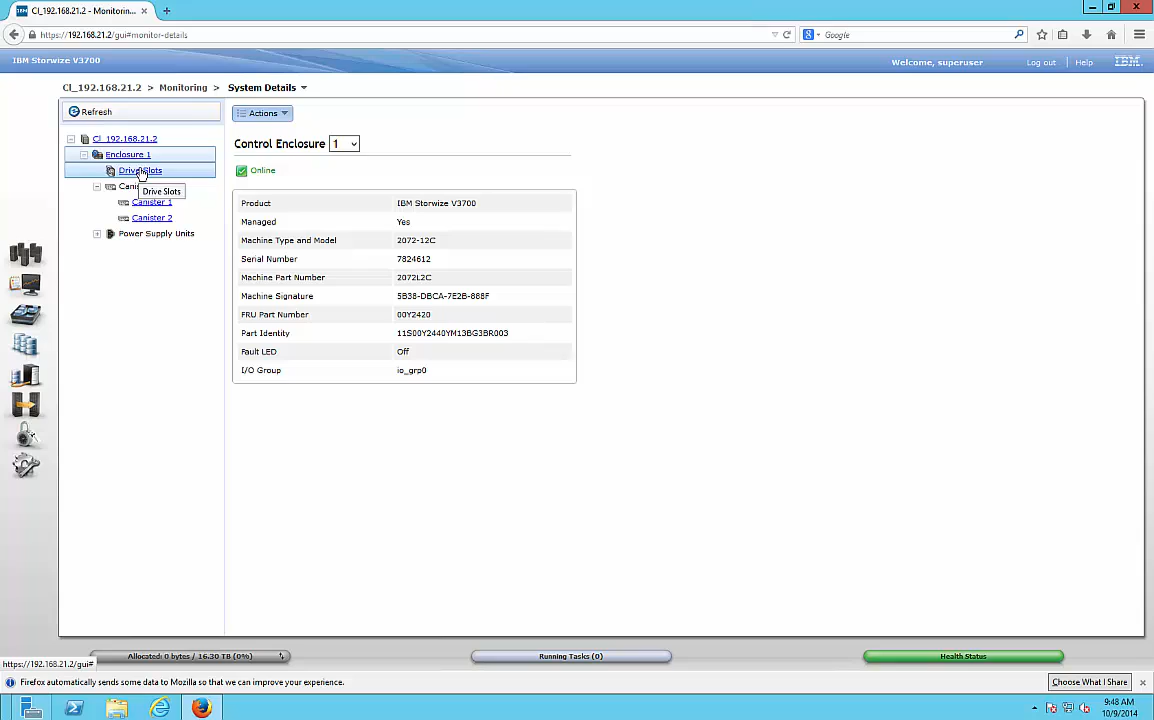 CI_192.168.21.2 - Monitorin...
https://192.168.21.2/gui#monitor-details
Google
IBM Storwize V3700
Welcome, superuser
Log out
Help
IBM
CI_192.168.21.2 > Monitoring > System Details
Refresh
Actions
CI_192.168.21.2
Enclosure 1
Drive Slots
Canis
Drive Slots
Canister 1
Canister 2
Power Supply Units
Control Enclosure 1
Online
Product IBM Storwize V3700
Managed Yes
Machine Type and Model 2072-12C
Serial Number 7824612
Machine Part Number 2072L2C
Machine Signature 5B38-DBCA-7E2B-888F
FRU Part Number 00Y2420
Part Identity 11S00Y2440YM13BG3BR003
Fault LED Off
I/O Group io_grp0
https://192.168.21.2/gui#
Allocated: 0 bytes / 16.30 TB (0%)
Running Tasks (0)
Health Status
Firefox automatically sends some data to Mozilla so that we can improve your experience.
Choose What I Share
9:48 AM
10/9/2014